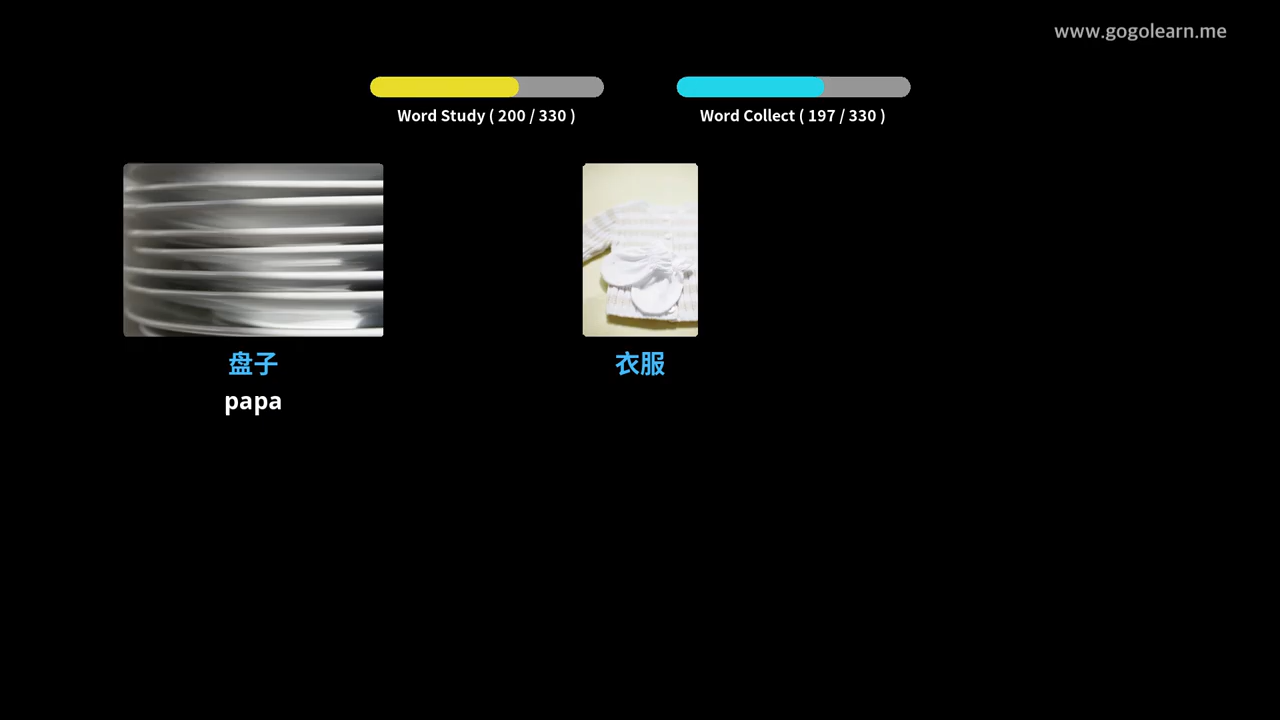 www.gogolearn.me
Word Study ( 200 / 330 )
Word Collect ( 197 / 330 )
盘子
papa
衣服